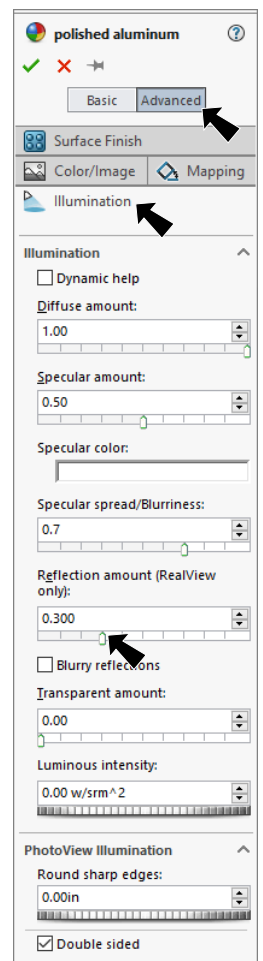 polished aluminum
Basic Advanced
Surface Finish
Color/Image Mapping
Illumination
Illumination
Dynamic help
Diffuse amount:
1.00
Specular amount:
0.50
Specular color:
Specular spread/Blurriness:
0.7
Reflection amount (RealView
only):
0.300
Blurry reflections
Transparent amount:
0.00
Luminous intensity:
0.00 w/srm^2
PhotoView Illumination
Round sharp edges:
0.00in
Double sided